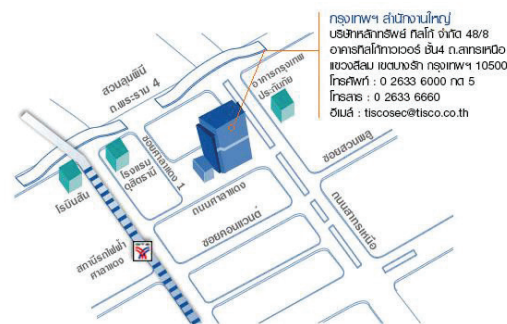 กรุงเทพฯ สำนักงานใหญ่
บริษัทหลักทรัพย์ ทิสโก้ จำกัด 48/8
อาคารทิสโก้ทาวเวอร์ ชั้น4 ถ.สาทรเหนือ
แขวงสีลม เขตบางรัก กรุงเทพฯ 10500
โทรศัพท์ : 0 2633 6000 กด 5
โทรสาร : 0 2633 6660
อีเมล์ : tiscosec@tisco.co.th
สวนลุมพินี
ถ.พระราม 4
อาคารกรุงเทพ
ประกันภัย
ซอยสวนพลู
โรงแรม
ดุสิตธานี
ซอยศาลาแดง 1
โรบินสัน
ถนนศาลาแดง
ถนนสาทรเหนือ
ซอยคอนแวนต์
สถานีรถไฟฟ้า
ศาลาแดง